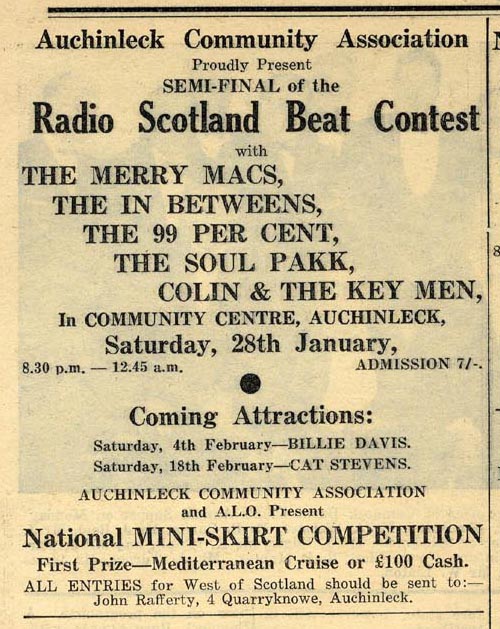 Auchinleck Community Association
Proudly Present
SEMI-FINAL of the
Radio Scotland Beat Contest
with
THE MERRY MACS,
THE IN BETWEENS,
THE 99 PER CENT,
THE SOUL PAKK,
COLIN & THE KEY MEN,
In COMMUNITY CENTRE, AUCHINLECK,
Saturday, 28th January,
8.30 p.m. — 12.45 a.m. ADMISSION 7/-.
Coming Attractions:
Saturday, 4th February—BILLIE DAVIS.
Saturday, 18th February—CAT STEVENS.
AUCHINLECK COMMUNITY ASSOCIATION
and A.L.O. Present
National MINI-SKIRT COMPETITION
First Prize—Mediterranean Cruise or £100 Cash.
ALL ENTRIES for West of Scotland should be sent to:—
John Rafferty, 4 Quarryknowe, Auchinleck.